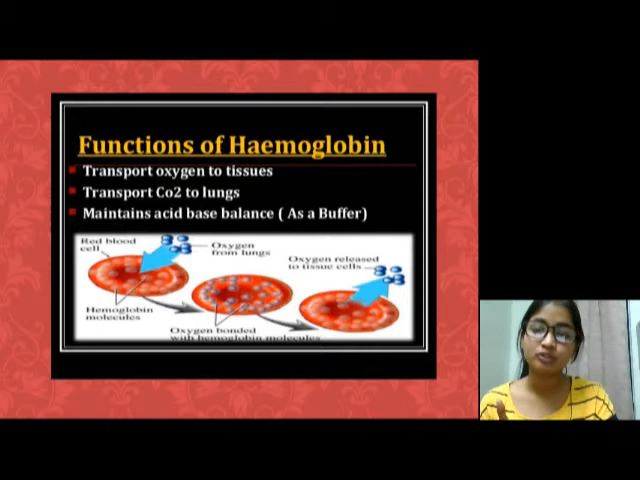 Functions of Haemoglobin
Transport oxygen to tissues
Transport Co2 to lungs
Maintains acid base balance ( As a Buffer)
Red blood
cell
Oxygen
from lungs
Oxygen released
to tissue cells
Hemoglobin
molecules
Oxygen bonded
with hemoglobin molecules